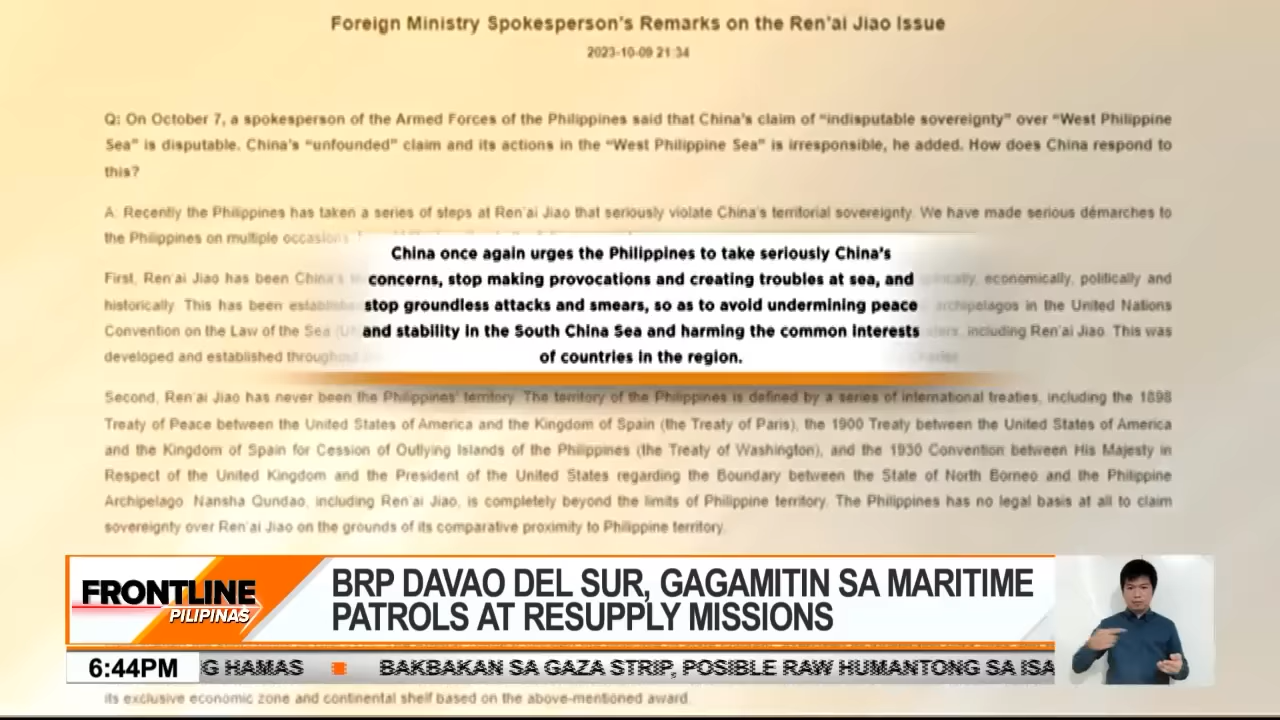 Foreign Ministry Spokesperson's Remarks on the Ren'ai Jiao Issue
2023-10-09 21:34
Q: On October 7, a spokesperson of the Armed Forces of the Philippines said that China's claim of "indisputable sovereignty" over "West Philippine
Sea" is disputable. China's "unfounded" claim and its actions in the "West Philippine Sea" is irresponsible, he added. How does China respond to
this?
A: Recently the Philippines has taken a series of steps at Ren'ai Jiao that seriously violate China's territorial sovereignty. We have made serious démarches to
the Philippines on multiple occasions
China once again urges the Philippines to take seriously China's
concerns, stop making provocations and creating troubles at sea, and
stop groundless attacks and smears, so as to avoid undermining peace
and stability in the South China Sea and harming the common interests
of countries in the region.
First, Ren'ai Jiao has been China's economically, politically and
historically. This has been archipelagos in the United Nations
Convention on the Law of the Sea including Ren'ai Jiao. This was
developed and established
Second, Ren'ai Jiao has never been the Philippines' territory. The territory of the Philippines is defined by a series of international treaties, including the 1898
Treaty of Peace between the United States of America and the Kingdom of Spain (the Treaty of Paris), the 1900 Treaty between the United States of America
and the Kingdom of Spain for Cession of Outlying Islands of the Philippines (the Treaty of Washington), and the 1930 Convention between His Majesty in
Respect of the United Kingdom and the President of the United States regarding the Boundary between the State of North Borneo and the Philippine
Archipelago. Nansha Qundao, including Ren'ai Jiao, is completely beyond the limits of Philippine territory. The Philippines has no legal basis at all to claim
sovereignty over Ren'ai Jiao on the grounds of its comparative proximity to Philippine territory.
FRONTLINE
PILIPINAS
BRP DAVAO DEL SUR, GAGAMITIN SA MARITIME
PATROLS AT RESUPPLY MISSIONS
6:44PM G HAMAS BAKBAKAN SA GAZA STRIP, POSIBLE RAW HUMANTONG SA ISA
its exclusive economic zone and continental shelf based on the above-mentioned award.